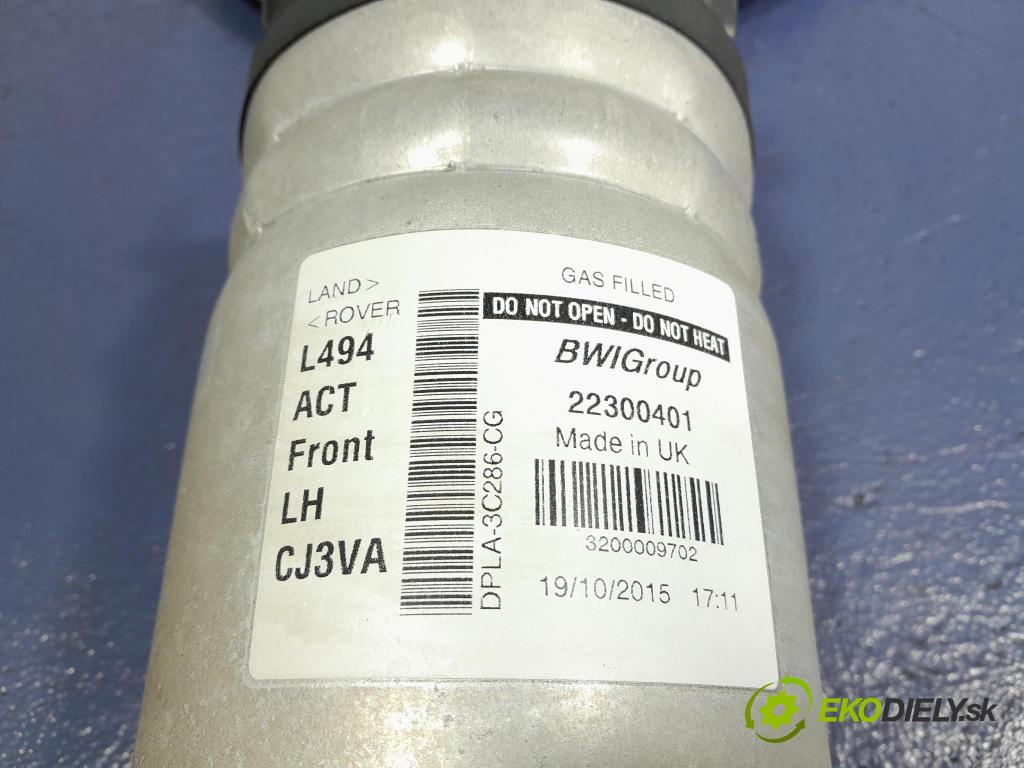 LAND>
<ROVER
L494
ACT
Front
LH
CJ3VA
DPLA-3C286-CG
GAS FILLED
DO NOT OPEN - DO NOT HEAT
BWIGroup
22300401
Made in UK
3200009702
19/10/2015 17:11
EKODIELY.sk